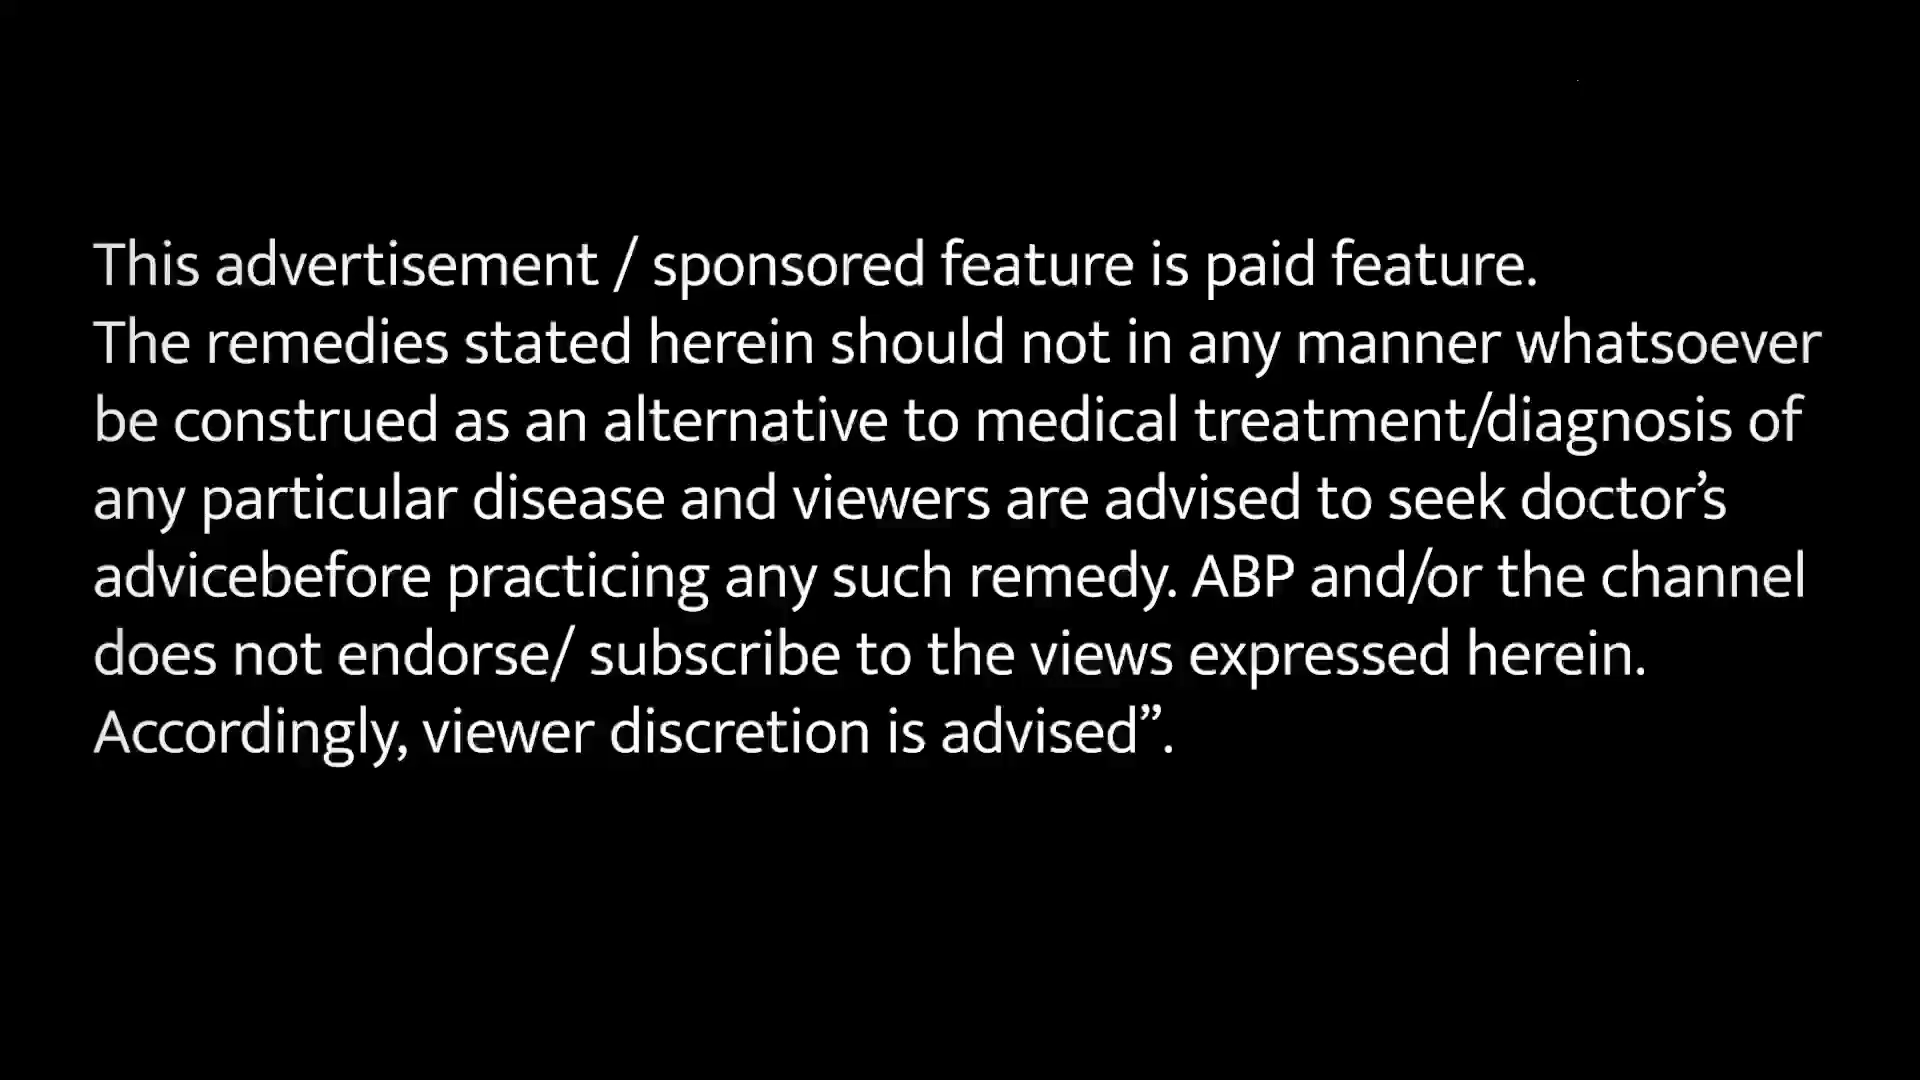 This advertisement / sponsored feature is paid feature.
The remedies stated herein should not in any manner whatsoever
be construed as an alternative to medical treatment/diagnosis of
any particular disease and viewers are advised to seek doctor’s
advicebefore practicing any such remedy. ABP and/or the channel
does not endorse/ subscribe to the views expressed herein.
Accordingly, viewer discretion is advised”.